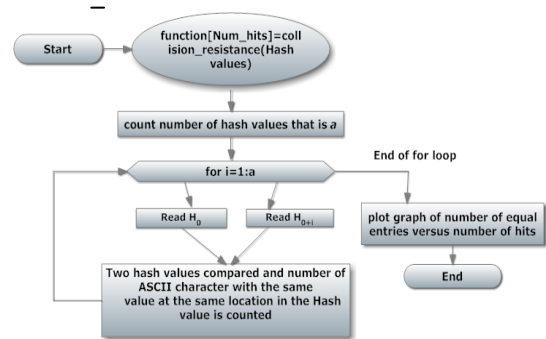 Start
function[Num_hits]=coll
ision_resistance(Hash
values)
count number of hash values that is a
for i=1:a
End of for loop
Read H0
Read H0+i
plot graph of number of equal
entries versus number of hits
Two hash values compared and number of
ASCII character with the same
value at the same location in the Hash
value is counted
End